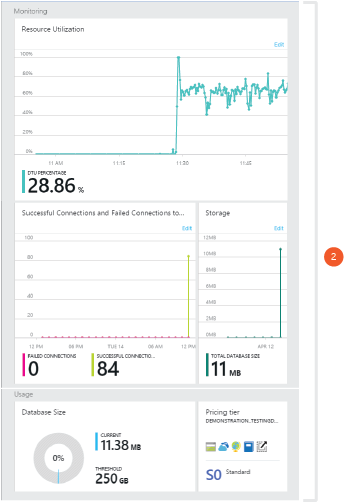 Monitoring
Resource Utilization
Edit
100%
80%
60%
40%
20%
0%
11 AM 11:15 11:30 11:45
DTU PERCENTAGE
28.86 %
Successful Connections and Failed Connections to...
Edit
100
80
60
40
20
0
12 PM 06 PM TUE 14 06 AM 12 PM
FAILED CONNECTIONS
0
SUCCESSFUL CONNECTIO...
84
Storage
Edit
12MB
10MB
8MB
6MB
4MB
2MB
0MB
APR 12
TOTAL DATABASE SIZE
11 MB
2
Usage
Database Size
0%
CURRENT
11.38 MB
THRESHOLD
250 GB
Pricing tier
S0 Standard